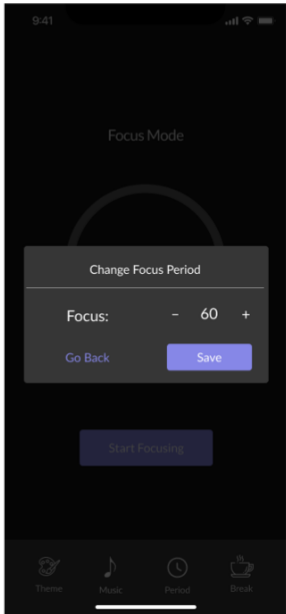 9:41
Focus Mode
Change Focus Period
Focus: – 60 +
Go Back Save
Start Focusing
Theme Music Period Break